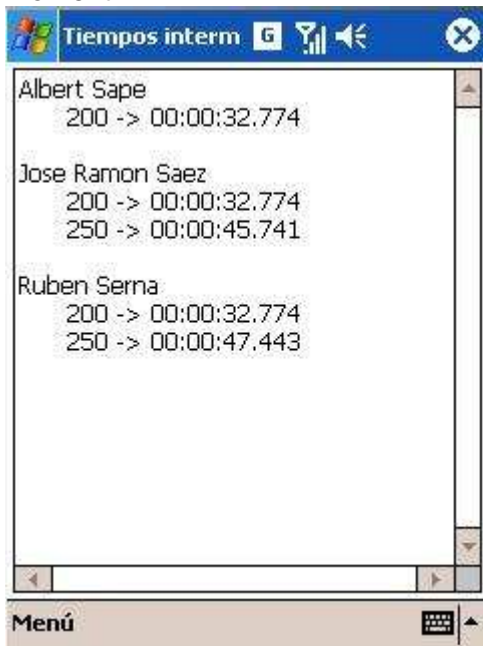 Tiempos interm G
Albert Sape
200 -> 00:00:32.774
Jose Ramon Saez
200 -> 00:00:32.774
250 -> 00:00:45.741
Ruben Serna
200 -> 00:00:32.774
250 -> 00:00:47.443
Menú